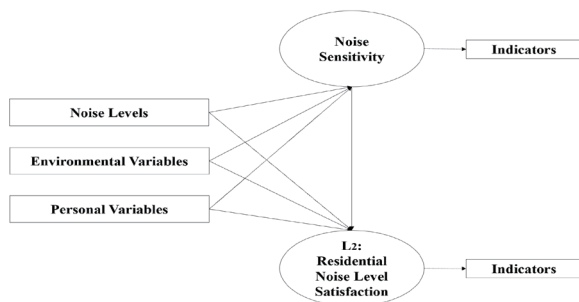 Noise
Sensitivity
Indicators
Noise Levels
Environmental Variables
Personal Variables
L2:
Residential
Noise Level
Satisfaction
Indicators